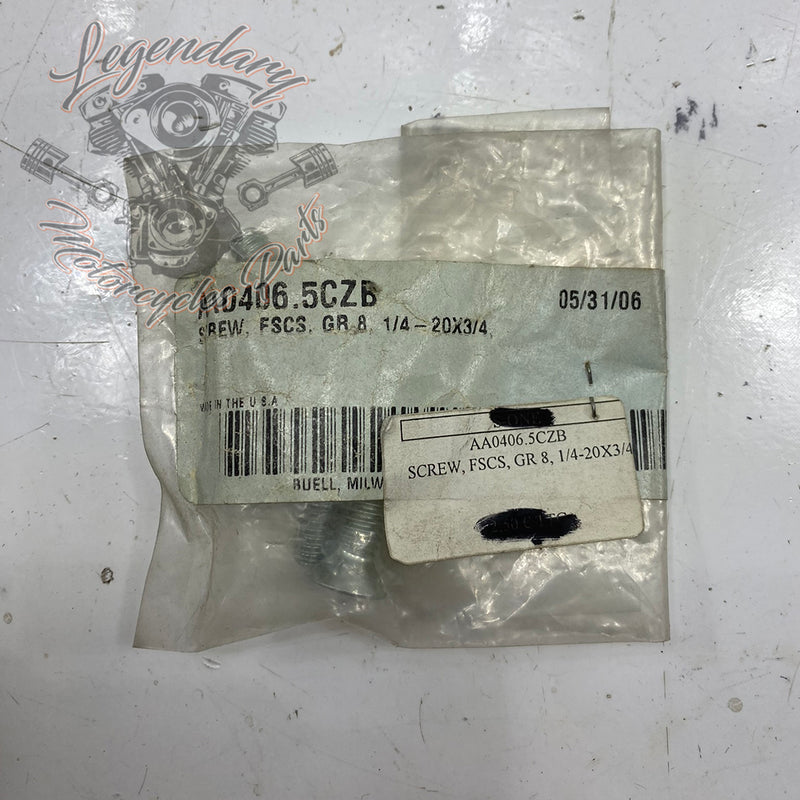 Legendary
Motorcycles Parts
AA0406.5CZB
05/31/06
SCREW, FSCS, GR 8, 1/4-20X3/4,
MADE IN THE U.S.A
BUELL, MILW
AA0406.5CZB
SCREW, FSCS, GR 8, 1/4-20X3/4